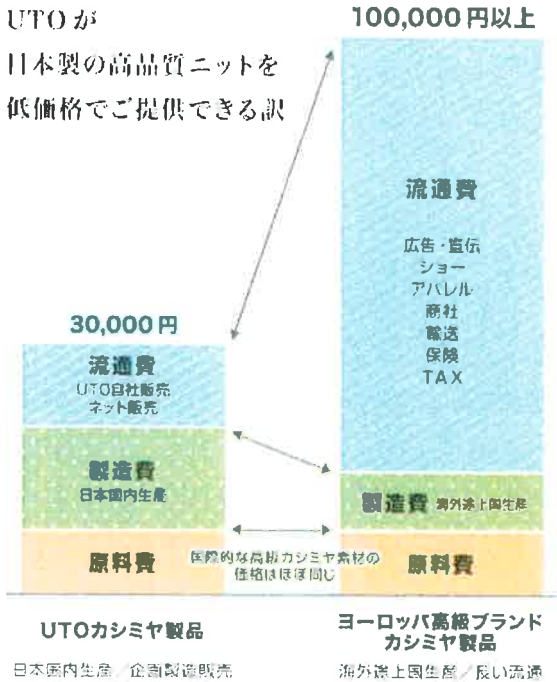 UTOが
日本製の高品質ニットを
低価格でご提供できる訳
100,000円以上
流通費
広告・宣伝
ショー
アパレル
商社
輸送
保険
TAX
30,000円
流通費
UTO自社販売
ネット販売
製造費
日本国内生産
製造費 海外途上国生産
原料費
国際的な高級カシミヤ素材の
価格はほぼ同じ
原料費
UTOカシミヤ製品
日本国内生産/企画製造販売
ヨーロッパ高級ブランド
カシミヤ製品
海外途上国生産/長い流通